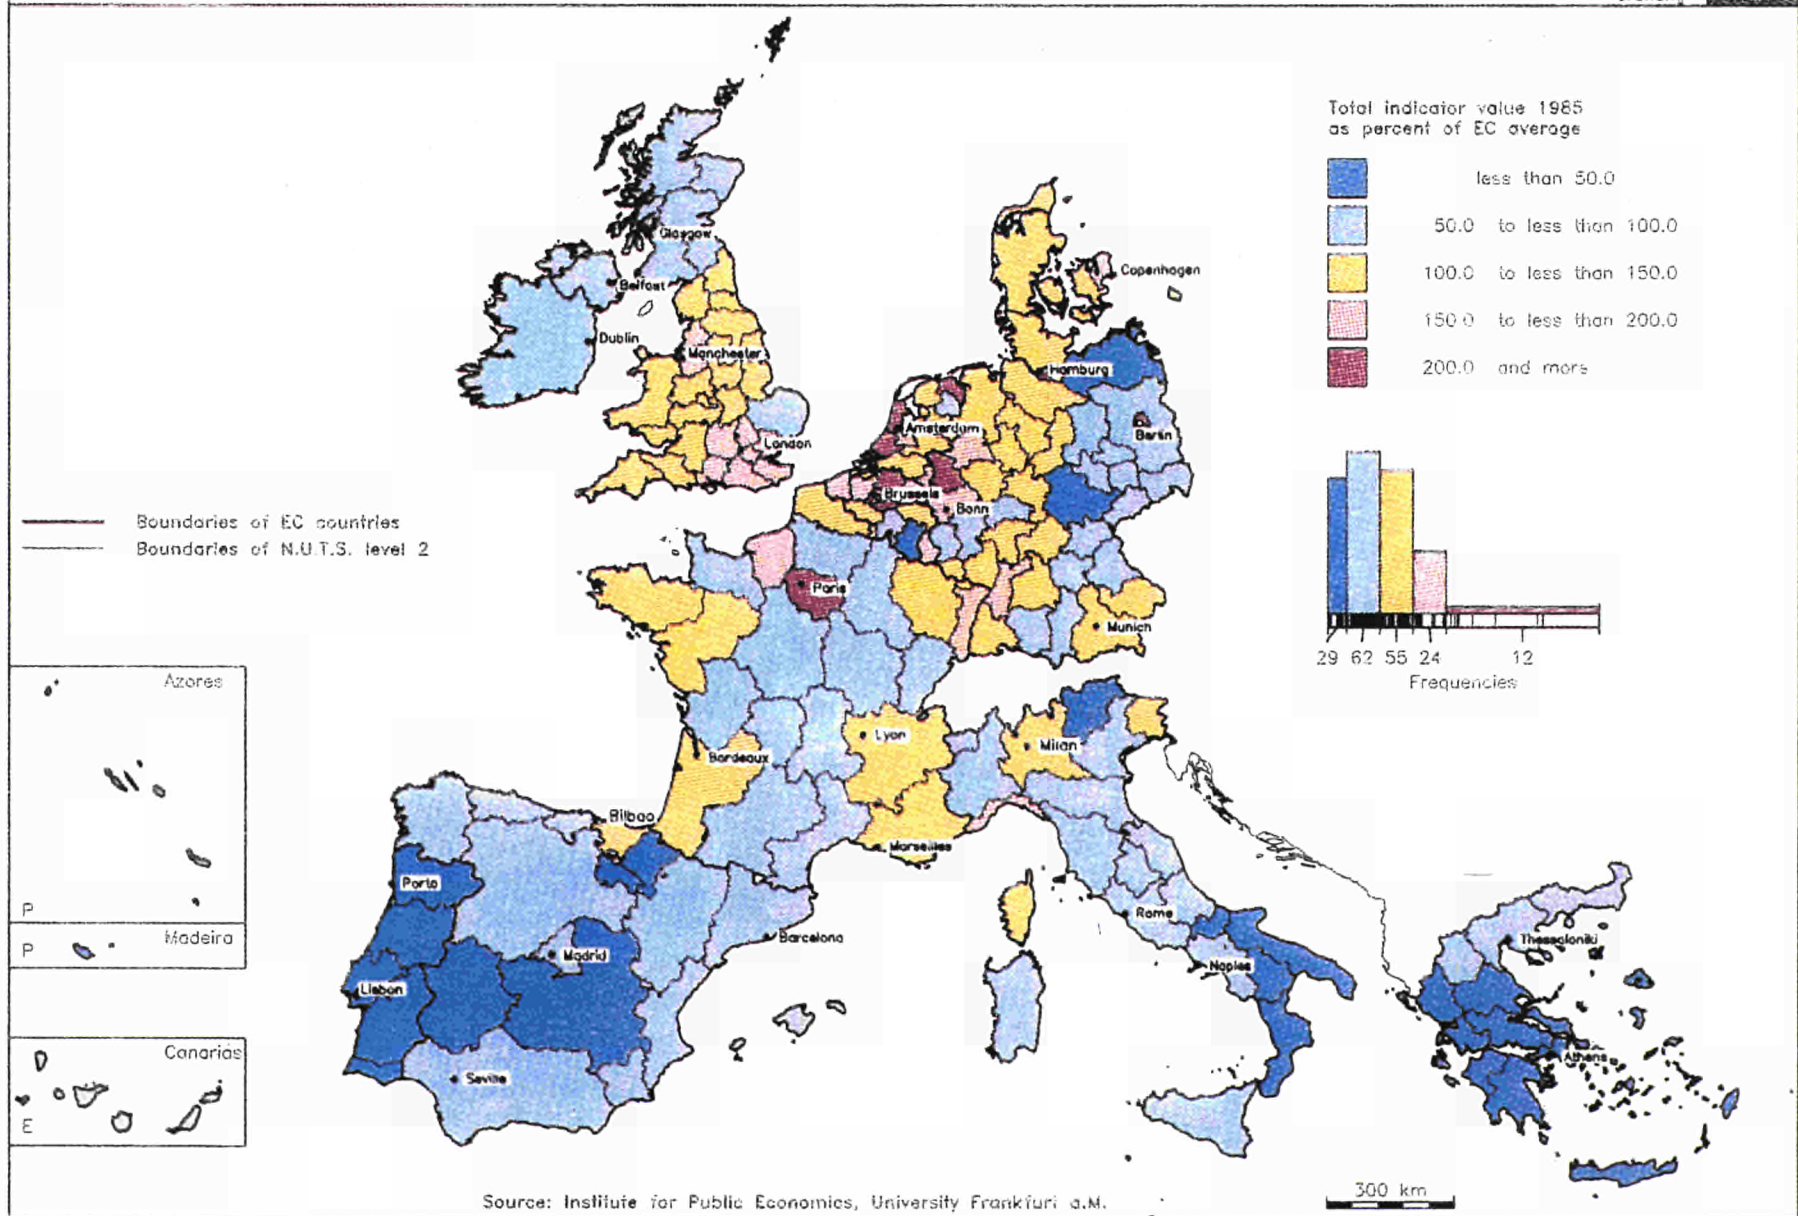 Total indicator value 1985
as percent of EC average
less than 50.0
50.0 to less than 100.0
100.0 to less than 150.0
150.0 to less than 200.0
200.0 and more
Glasgow
Belfast
Dublin
Manchester
London
Copenhagen
Hamburg
Berlin
Amsterdam
Brussels
Bonn
Boundaries of EC countries
Boundaries of N.U.T.S. level 2
Paris
Munich
29 62 55 24 12
Frequencies
Azores
P
Madeira
P
Canarias
E
Lyon
Milan
Bordeaux
Bilbao
Marseilles
Porto
Rome
Barcelona
Madrid
Lisbon
Naples
Thessaloniki
Athens
Seville
Source: Institute for Public Economics, University Frankfurt a.M.
300 km